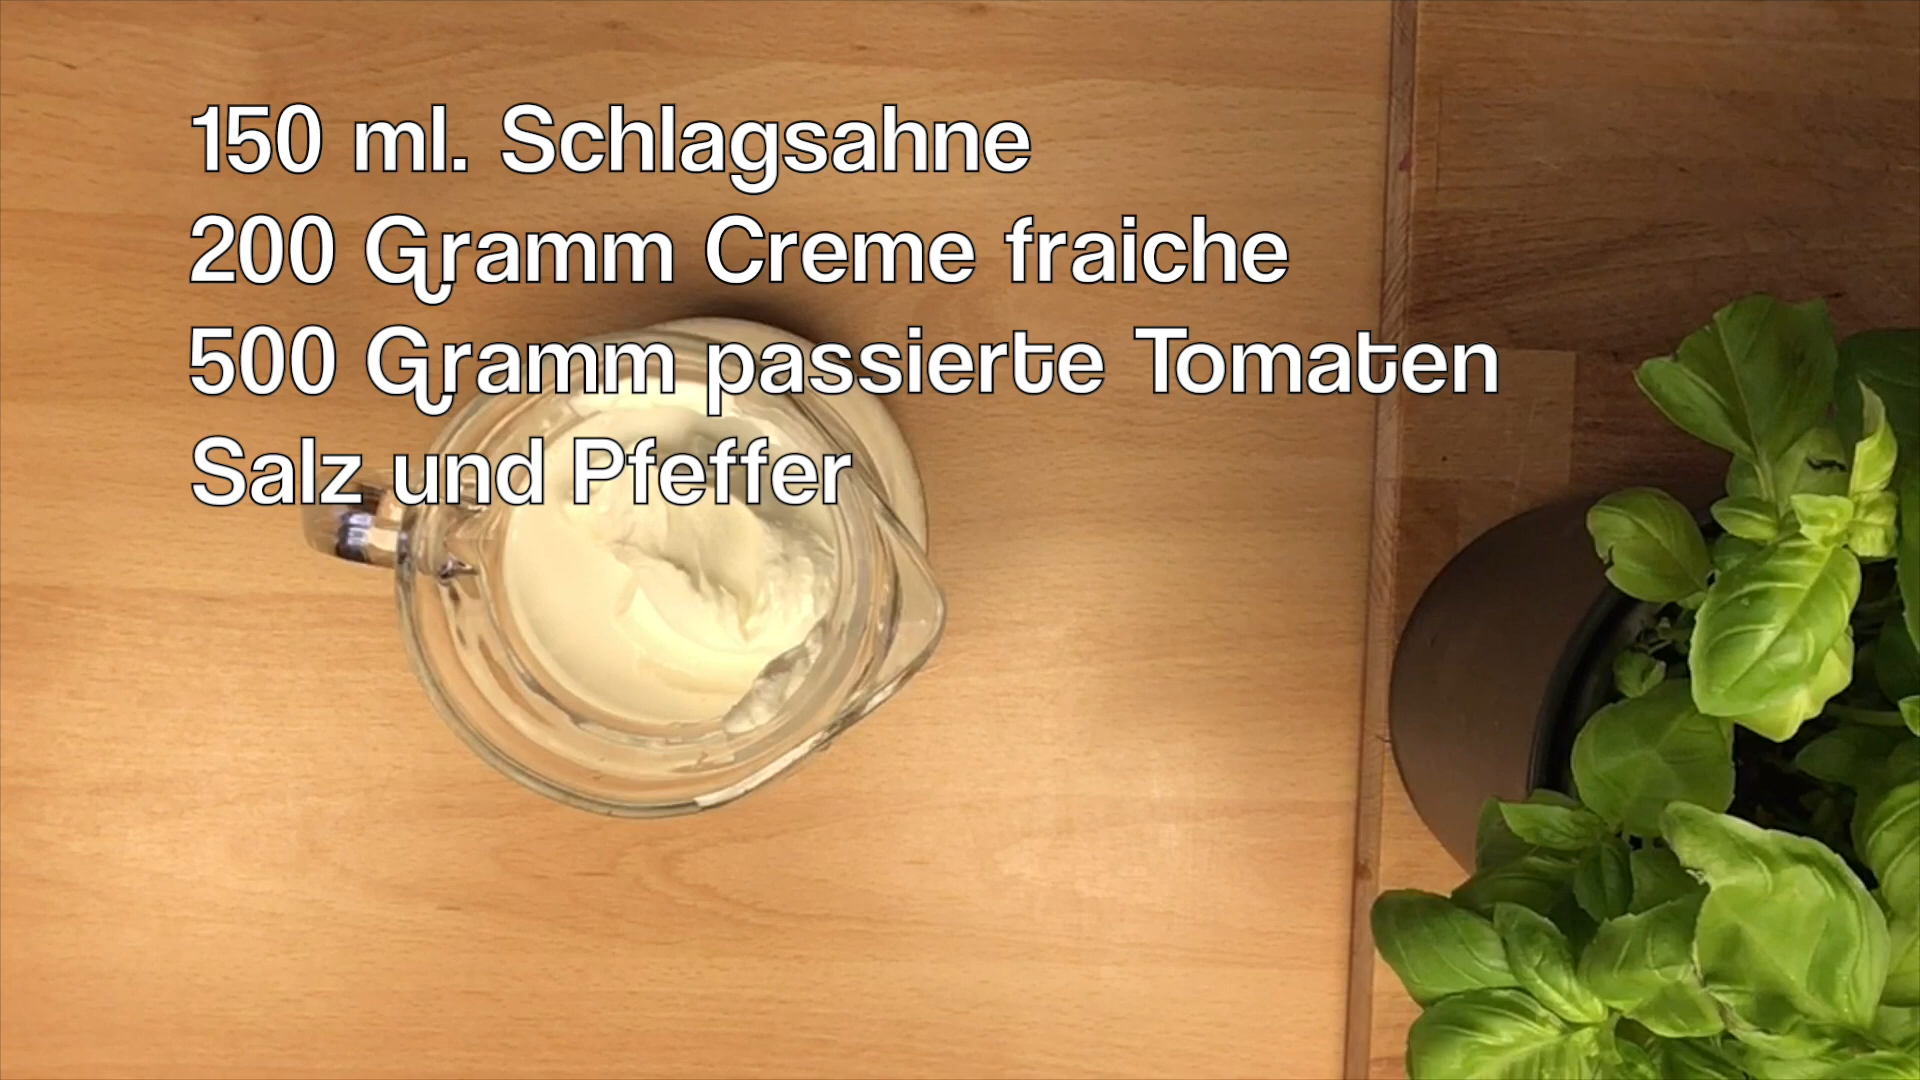 150 ml. Schlagsahne
200 Gramm Creme fraiche
500 Gramm passierte Tomaten
Salz und Pfeffer